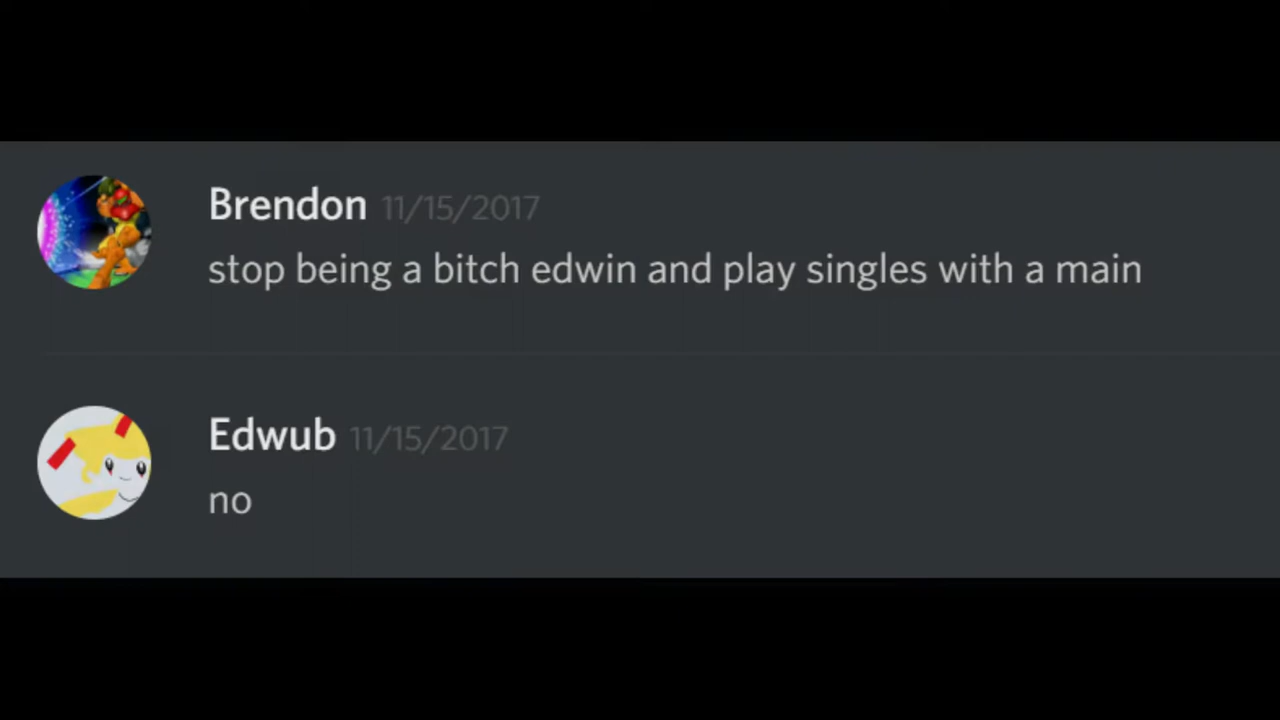 Brendon 11/15/2017
stop being a bitch edwin and play singles with a main
Edwub 11/15/2017
no